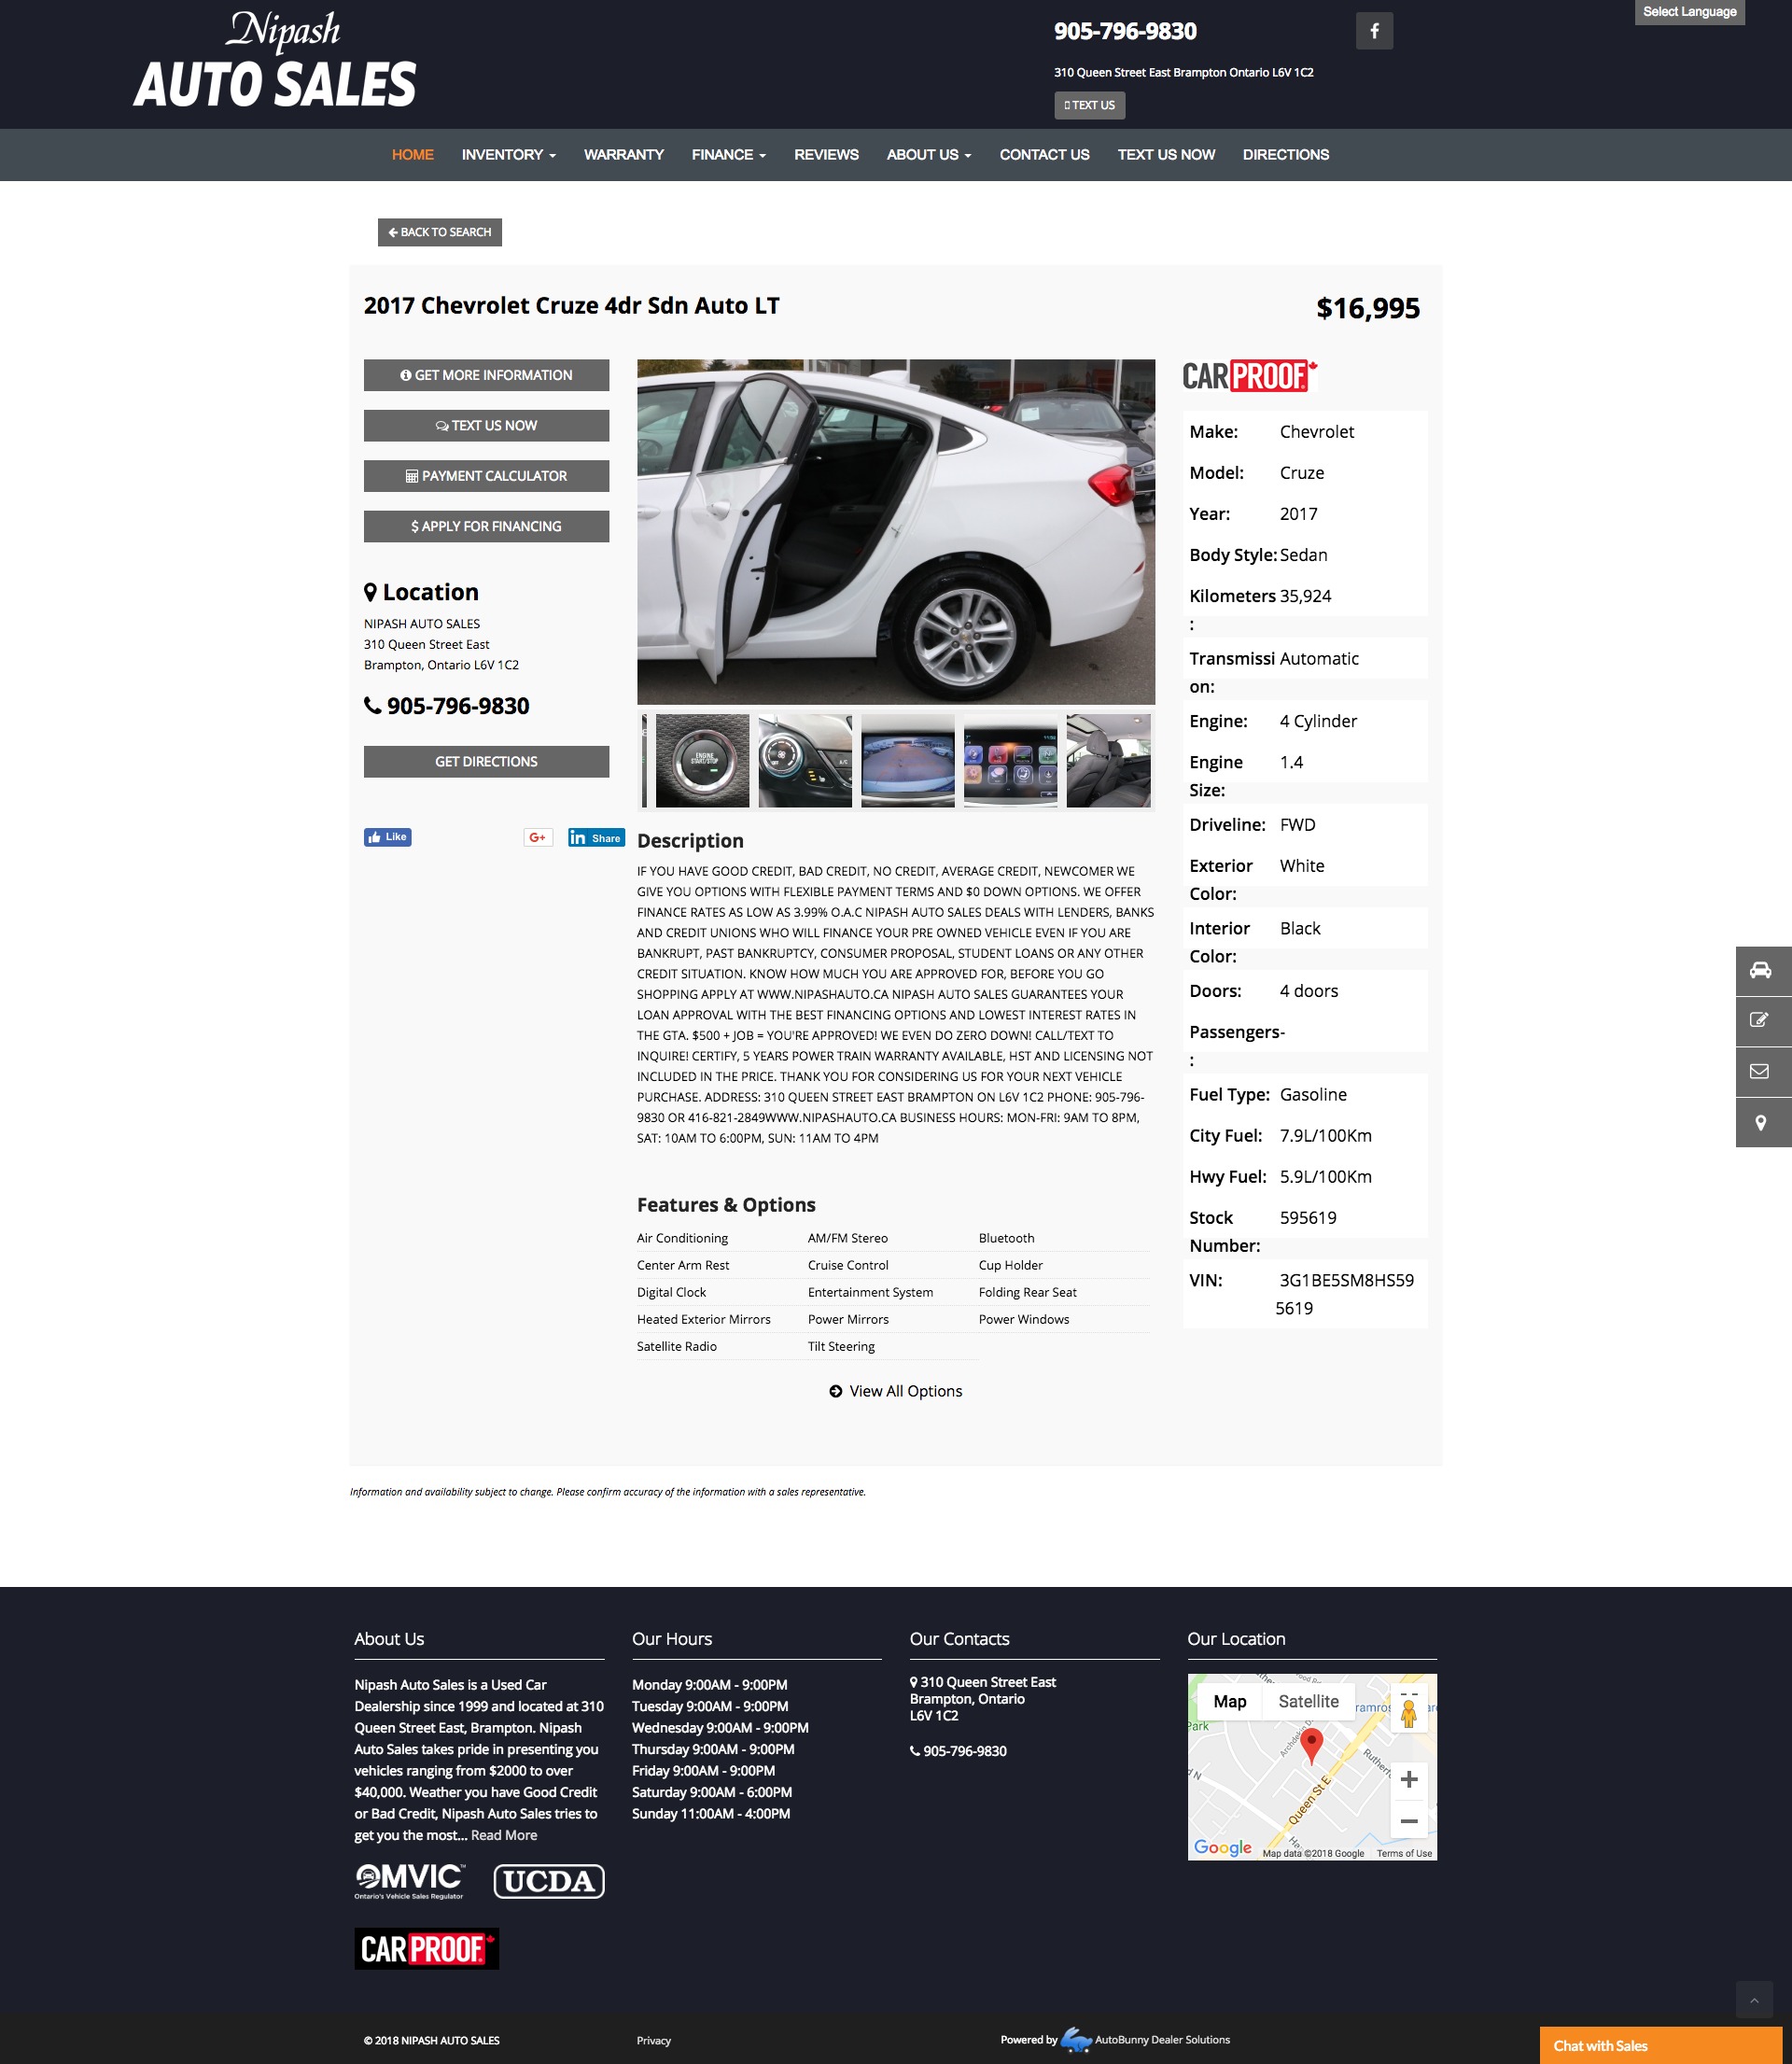 Nipash
AUTO SALES
905-796-9830
310 Queen Street East Brampton Ontario L6V 1C2
TEXT US
Select Language
HOME INVENTORY WARRANTY FINANCE REVIEWS ABOUT US CONTACT US TEXT US NOW DIRECTIONS
BACK TO SEARCH
2017 Chevrolet Cruze 4dr Sdn Auto LT
$16,995
GET MORE INFORMATION
TEXT US NOW
PAYMENT CALCULATOR
$ APPLY FOR FINANCING
Location
NIPASH AUTO SALES
310 Queen Street East
Brampton, Ontario L6V 1C2
905-796-9830
GET DIRECTIONS
Like
G+
in Share
ENGINE
START/STOP
A/C
Description
IF YOU HAVE GOOD CREDIT, BAD CREDIT, NO CREDIT, AVERAGE CREDIT, NEWCOMER WE
GIVE YOU OPTIONS WITH FLEXIBLE PAYMENT TERMS AND $0 DOWN OPTIONS. WE OFFER
FINANCE RATES AS LOW AS 3.99% O.A.C NIPASH AUTO SALES DEALS WITH LENDERS, BANKS
AND CREDIT UNIONS WHO WILL FINANCE YOUR PRE OWNED VEHICLE EVEN IF YOU ARE
BANKRUPT, PAST BANKRUPTCY, CONSUMER PROPOSAL, STUDENT LOANS OR ANY OTHER
CREDIT SITUATION. KNOW HOW MUCH YOU ARE APPROVED FOR, BEFORE YOU GO
SHOPPING APPLY AT WWW.NIPASHAUTO.CA NIPASH AUTO SALES GUARANTEES YOUR
LOAN APPROVAL WITH THE BEST FINANCING OPTIONS AND LOWEST INTEREST RATES IN
THE GTA. $500 + JOB = YOU'RE APPROVED! WE EVEN DO ZERO DOWN! CALL/TEXT TO
INQUIRE! CERTIFY, 5 YEARS POWER TRAIN WARRANTY AVAILABLE, HST AND LICENSING NOT
INCLUDED IN THE PRICE. THANK YOU FOR CONSIDERING US FOR YOUR NEXT VEHICLE
PURCHASE. ADDRESS: 310 QUEEN STREET EAST BRAMPTON ON L6V 1C2 PHONE: 905-796-
9830 OR 416-821-2849WWW.NIPASHAUTO.CA BUSINESS HOURS: MON-FRI: 9AM TO 8PM,
SAT: 10AM TO 6:00PM, SUN: 11AM TO 4PM
Features & Options
Air Conditioning AM/FM Stereo Bluetooth
Center Arm Rest Cruise Control Cup Holder
Digital Clock Entertainment System Folding Rear Seat
Heated Exterior Mirrors Power Mirrors Power Windows
Satellite Radio Tilt Steering
View All Options
CARPROOF
Make: Chevrolet
Model: Cruze
Year: 2017
Body Style: Sedan
Kilometers 35,924
:
Transmissi Automatic
on:
Engine: 4 Cylinder
Engine 1.4
Size:
Driveline: FWD
Exterior White
Color:
Interior Black
Color:
Doors: 4 doors
Passengers-
:
Fuel Type: Gasoline
City Fuel: 7.9L/100Km
Hwy Fuel: 5.9L/100Km
Stock 595619
Number:
VIN: 3G1BE5SM8HS59
5619
Information and availability subject to change. Please confirm accuracy of the information with a sales representative.
About Us
Nipash Auto Sales is a Used Car
Dealership since 1999 and located at 310
Queen Street East, Brampton. Nipash
Auto Sales takes pride in presenting you
vehicles ranging from $2000 to over
$40,000. Weather you have Good Credit
or Bad Credit, Nipash Auto Sales tries to
get you the most... Read More
OMVIC™
Ontario's Vehicle Sales Regulator
UCDA
CARPROOF
Our Hours
Monday 9:00AM - 9:00PM
Tuesday 9:00AM - 9:00PM
Wednesday 9:00AM - 9:00PM
Thursday 9:00AM - 9:00PM
Friday 9:00AM - 9:00PM
Saturday 9:00AM - 6:00PM
Sunday 11:00AM - 4:00PM
Our Contacts
310 Queen Street East
Brampton, Ontario
L6V 1C2
905-796-9830
Our Location
Map Satellite
Park
Queen St E
Google Map data ©2018 Google Terms of Use
© 2018 NIPASH AUTO SALES
Privacy
Powered by AutoBunny Dealer Solutions
Chat with Sales